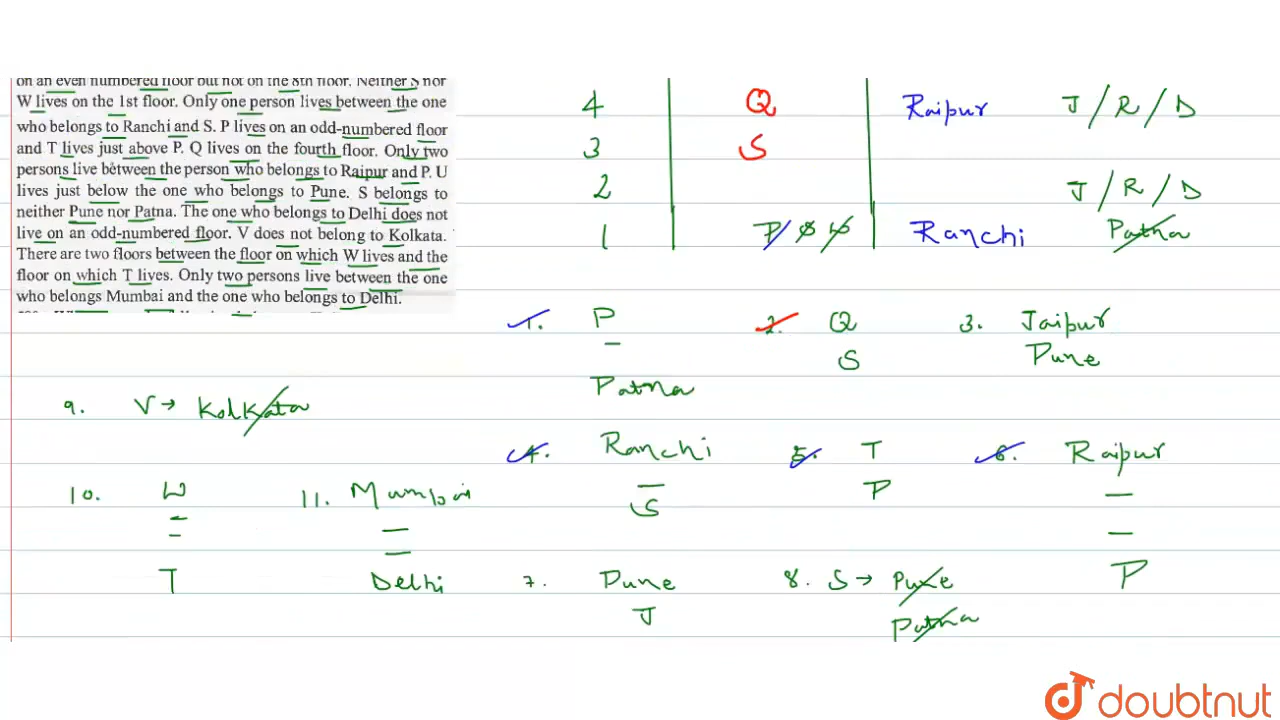 on an even numbered floor but not on the 8th floor. Neither S nor
W lives on the 1st floor. Only one person lives between the one
who belongs to Ranchi and S. P lives on an odd-numbered floor
and T lives just above P. Q lives on the fourth floor. Only two
persons live between the person who belongs to Raipur and P. U
lives just below the one who belongs to Pune. S belongs to
neither Pune nor Patna. The one who belongs to Delhi does not
live on an odd-numbered floor. V does not belong to Kolkata.
There are two floors between the floor on which W lives and the
floor on which T lives. Only two persons live between the one
who belongs Mumbai and the one who belongs to Delhi.
4 Q Raipur J / R / D
3 S
2 J / R / D
1 P S W Ranchi Patna
1. P
Patna
2. Q
S
3. Jaipur
Pune
9. V → Kolkata
4. Ranchi
S
5. T
P
6. Raipur
P
10. W
T
11. Mumbai
Delhi
7. Pune
J
8. S → Pune
Patna
doubtnut